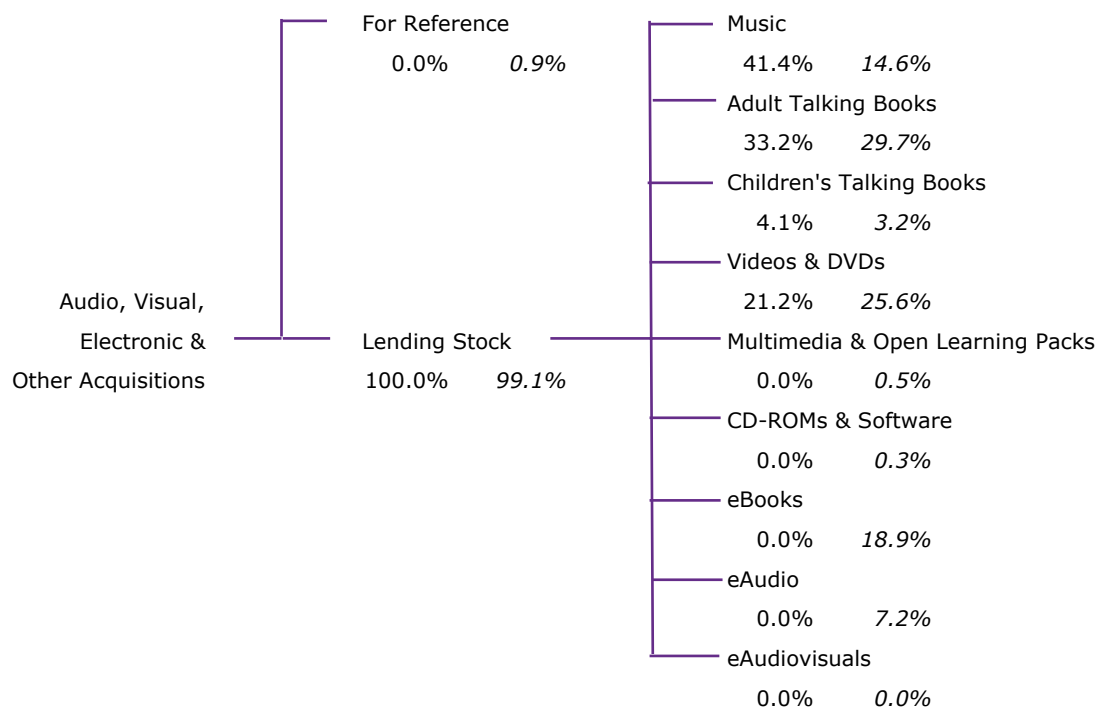 For Reference
0.0% 0.9%
Audio, Visual,
Electronic &
Other Acquisitions
Lending Stock
100.0% 99.1%
Music
41.4% 14.6%
Adult Talking Books
33.2% 29.7%
Children's Talking Books
4.1% 3.2%
Videos & DVDs
21.2% 25.6%
Multimedia & Open Learning Packs
0.0% 0.5%
CD-ROMs & Software
0.0% 0.3%
eBooks
0.0% 18.9%
eAudio
0.0% 7.2%
eAudiovisuals
0.0% 0.0%